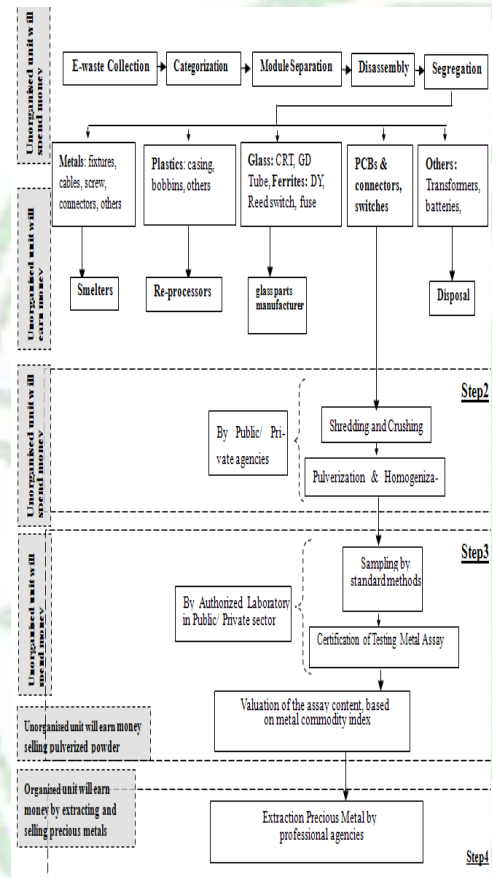 Unorganised unit will
spend money
E-waste Collection
Categorization
Module Separation
Disassembly
Segregation
Metals: fixtures,
cables, screw,
connectors, others
Plastics: casing,
bobbins, others
Glass: CRT, GD
Tube, Ferrites: DY,
Reed switch, fuse
PCBs &
connectors,
switches
Others:
Transformers,
batteries,
Unorganised unit will
earn money
Smelters
Re-processors
glass parts
manufacturer
Disposal
Unorganised unit will
spend money
Step2
By Public/ Pri-
vate agencies
Shredding and Crushing
Pulverization & Homogeniza-
Unorganised unit will
spend money
Step3
Sampling by
standard methods
By Authorized Laboratory
in Public/ Private sector
Certification of Testing Metal Assay
Valuation of the assay content, based
on metal commodity index
Unorganised unit will earn money
selling pulverized powder
Organised unit will earn
money by extracting and
selling precious metals
Extraction Precious Metal by
professional agencies
Step4